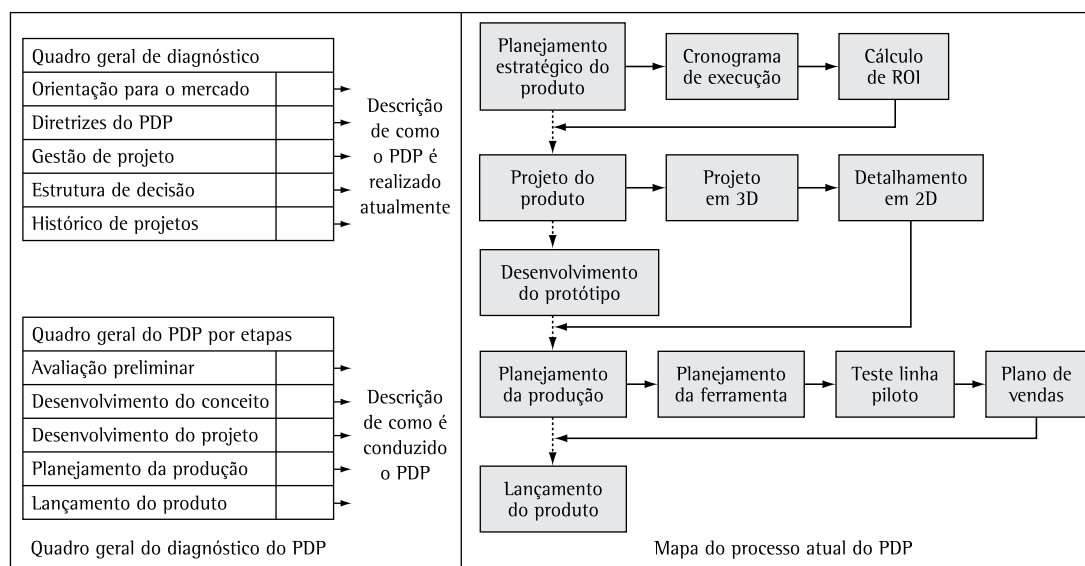 Quadro geral de diagnóstico
Orientação para o mercado
Diretrizes do PDP
Gestão de projeto
Estrutura de decisão
Histórico de projetos
Descrição
de como
o PDP é
realizado
atualmente
Quadro geral do PDP por etapas
Avaliação preliminar
Desenvolvimento do conceito
Desenvolvimento do projeto
Planejamento da produção
Lançamento do produto
Descrição
de como é
conduzido
o PDP
Quadro geral do diagnóstico do PDP
Planejamento
estratégico do
produto
Cronograma
de execução
Cálculo
de ROI
Projeto do
produto
Projeto
em 3D
Detalhamento
em 2D
Desenvolvimento
do protótipo
Planejamento
da produção
Planejamento
da ferramenta
Teste linha
piloto
Plano de
vendas
Lançamento
do produto
Mapa do processo atual do PDP